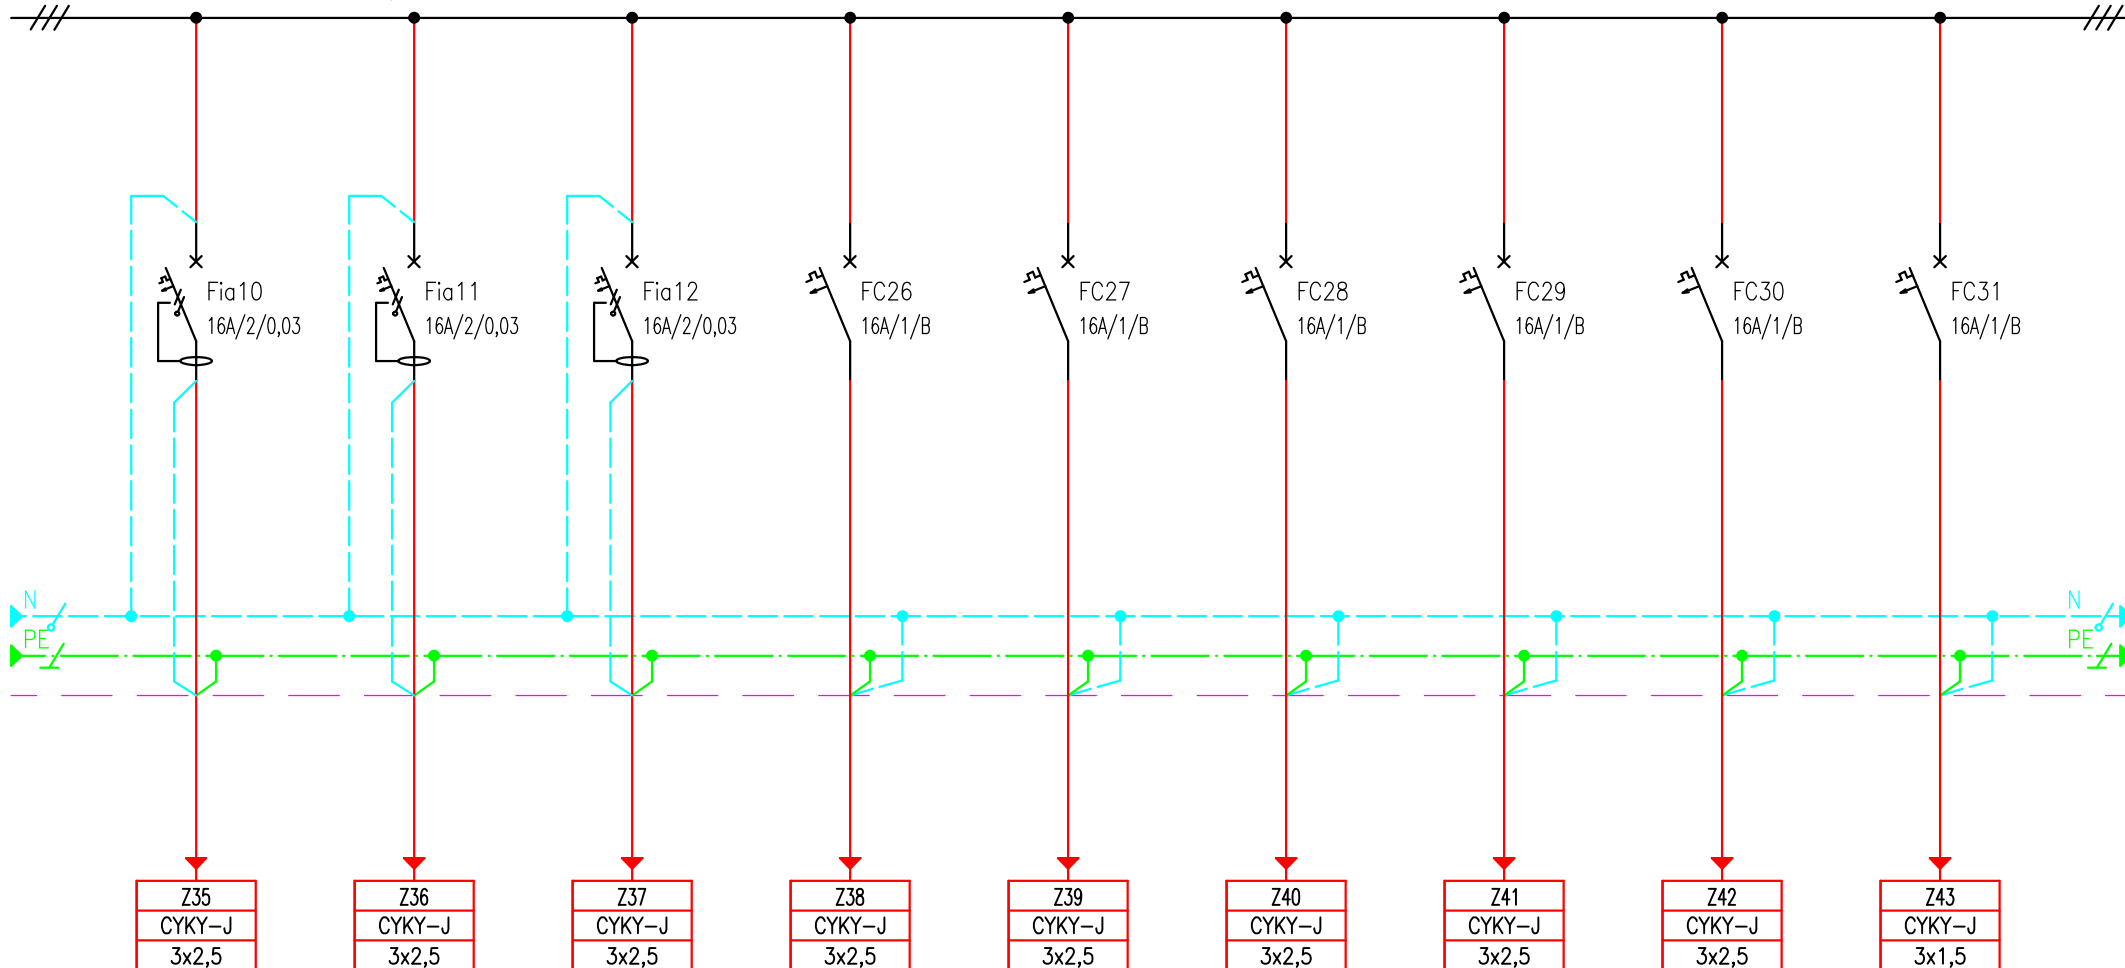 Fia10
16A/2/0,03
Fia11
16A/2/0,03
Fia12
16A/2/0,03
FC26
16A/1/B
FC27
16A/1/B
FC28
16A/1/B
FC29
16A/1/B
FC30
16A/1/B
FC31
16A/1/B
N
PE
N
PE
Z35
CYKY-J
3x2,5
Z36
CYKY-J
3x2,5
Z37
CYKY-J
3x2,5
Z38
CYKY-J
3x2,5
Z39
CYKY-J
3x2,5
Z40
CYKY-J
3x2,5
Z41
CYKY-J
3x2,5
Z42
CYKY-J
3x2,5
Z43
CYKY-J
3x1,5